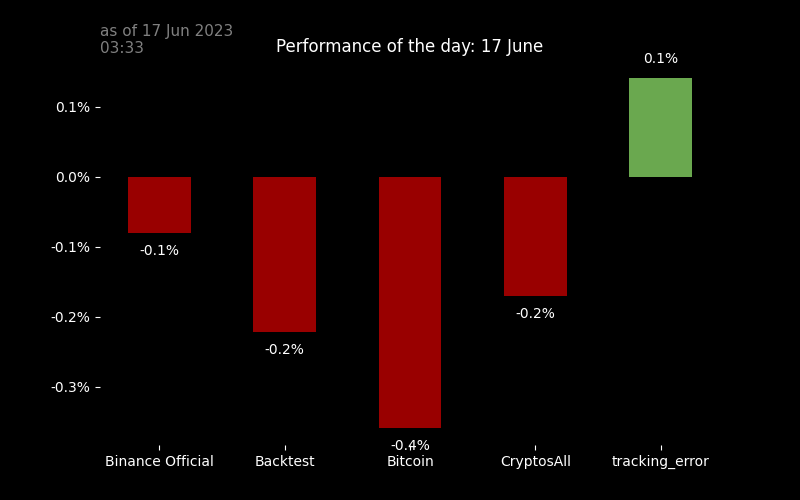 as of 17 Jun 2023
03:33
Performance of the day: 17 June
0.1%
0.1%
0.0%
-0.1%
-0.1%
-0.2%
-0.2%
-0.2%
-0.3%
-0.4%
Binance Official
Backtest
Bitcoin
CryptosAll
tracking_error